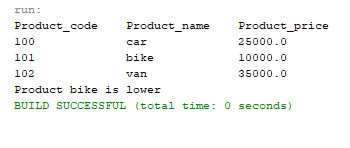 run:
Product_code Product_name Product_price
100 car 25000.0
101 bike 10000.0
102 van 35000.0
Product bike is lower
BUILD SUCCESSFUL (total time: 0 seconds)